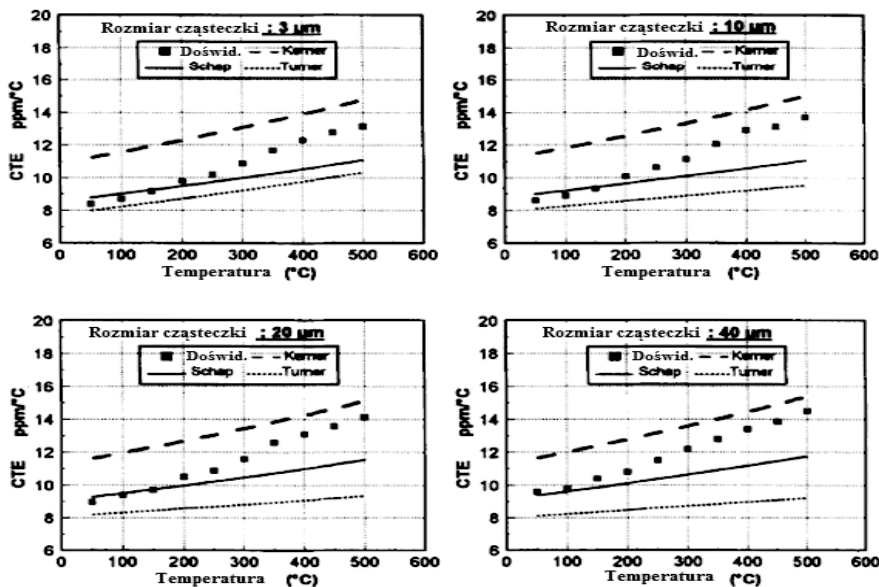 Rozmiar cząsteczki : 3 µm
Doświd. Kerner
Schap Turner
CTE ppm/°C
20
18
16
14
12
10
8
6
0 100 200 300 400 500 600
Temperatura (°C)
Rozmiar cząsteczki : 10 µm
Doświd. Kerner
Schap Turner
CTE ppm/°C
20
18
16
14
12
10
8
6
0 100 200 300 400 500 600
Temperatura (°C)
Rozmiar cząsteczki : 20 µm
Doświd. Kerner
Schap Turner
CTE ppm/°C
20
18
16
14
12
10
8
6
0 100 200 300 400 500 600
Temperatura (°C)
Rozmiar cząsteczki : 40 µm
Doświd. Kerner
Schap Turner
CTE ppm/°C
20
18
16
14
12
10
8
6
0 100 200 300 400 500 600
Temperatura (°C)